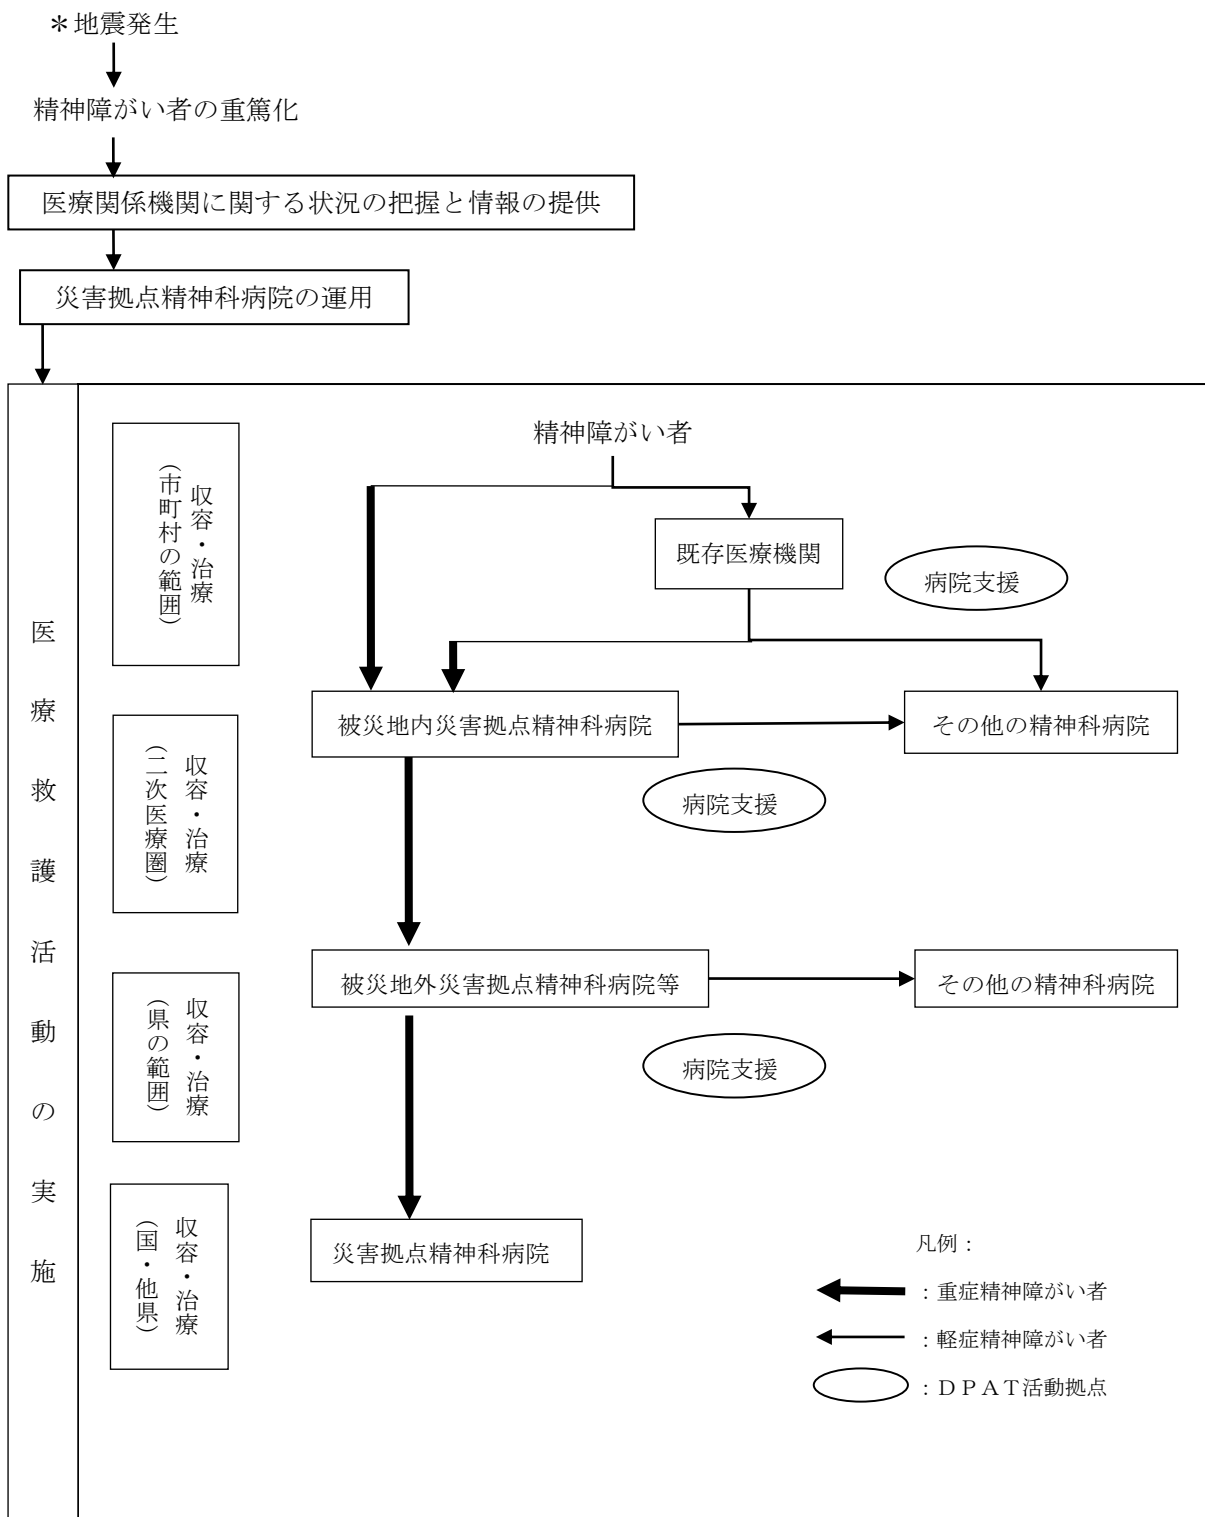 ＊地震発生
精神障がい者の重篤化
医療関係機関に関する状況の把握と情報の提供
災害拠点精神科病院の運用
医療救護活動の実施
収容・治療
（市町村の範囲）
精神障がい者
既存医療機関
病院支援
被災地内災害拠点精神科病院
その他の精神科病院
収容・治療
（二次医療圏）
病院支援
被災地外災害拠点精神科病院等
その他の精神科病院
収容・治療
（県の範囲）
病院支援
収容・治療
（国・他県）
災害拠点精神科病院
凡例：
：重症精神障がい者
：軽症精神障がい者
：ＤＰＡＴ活動拠点